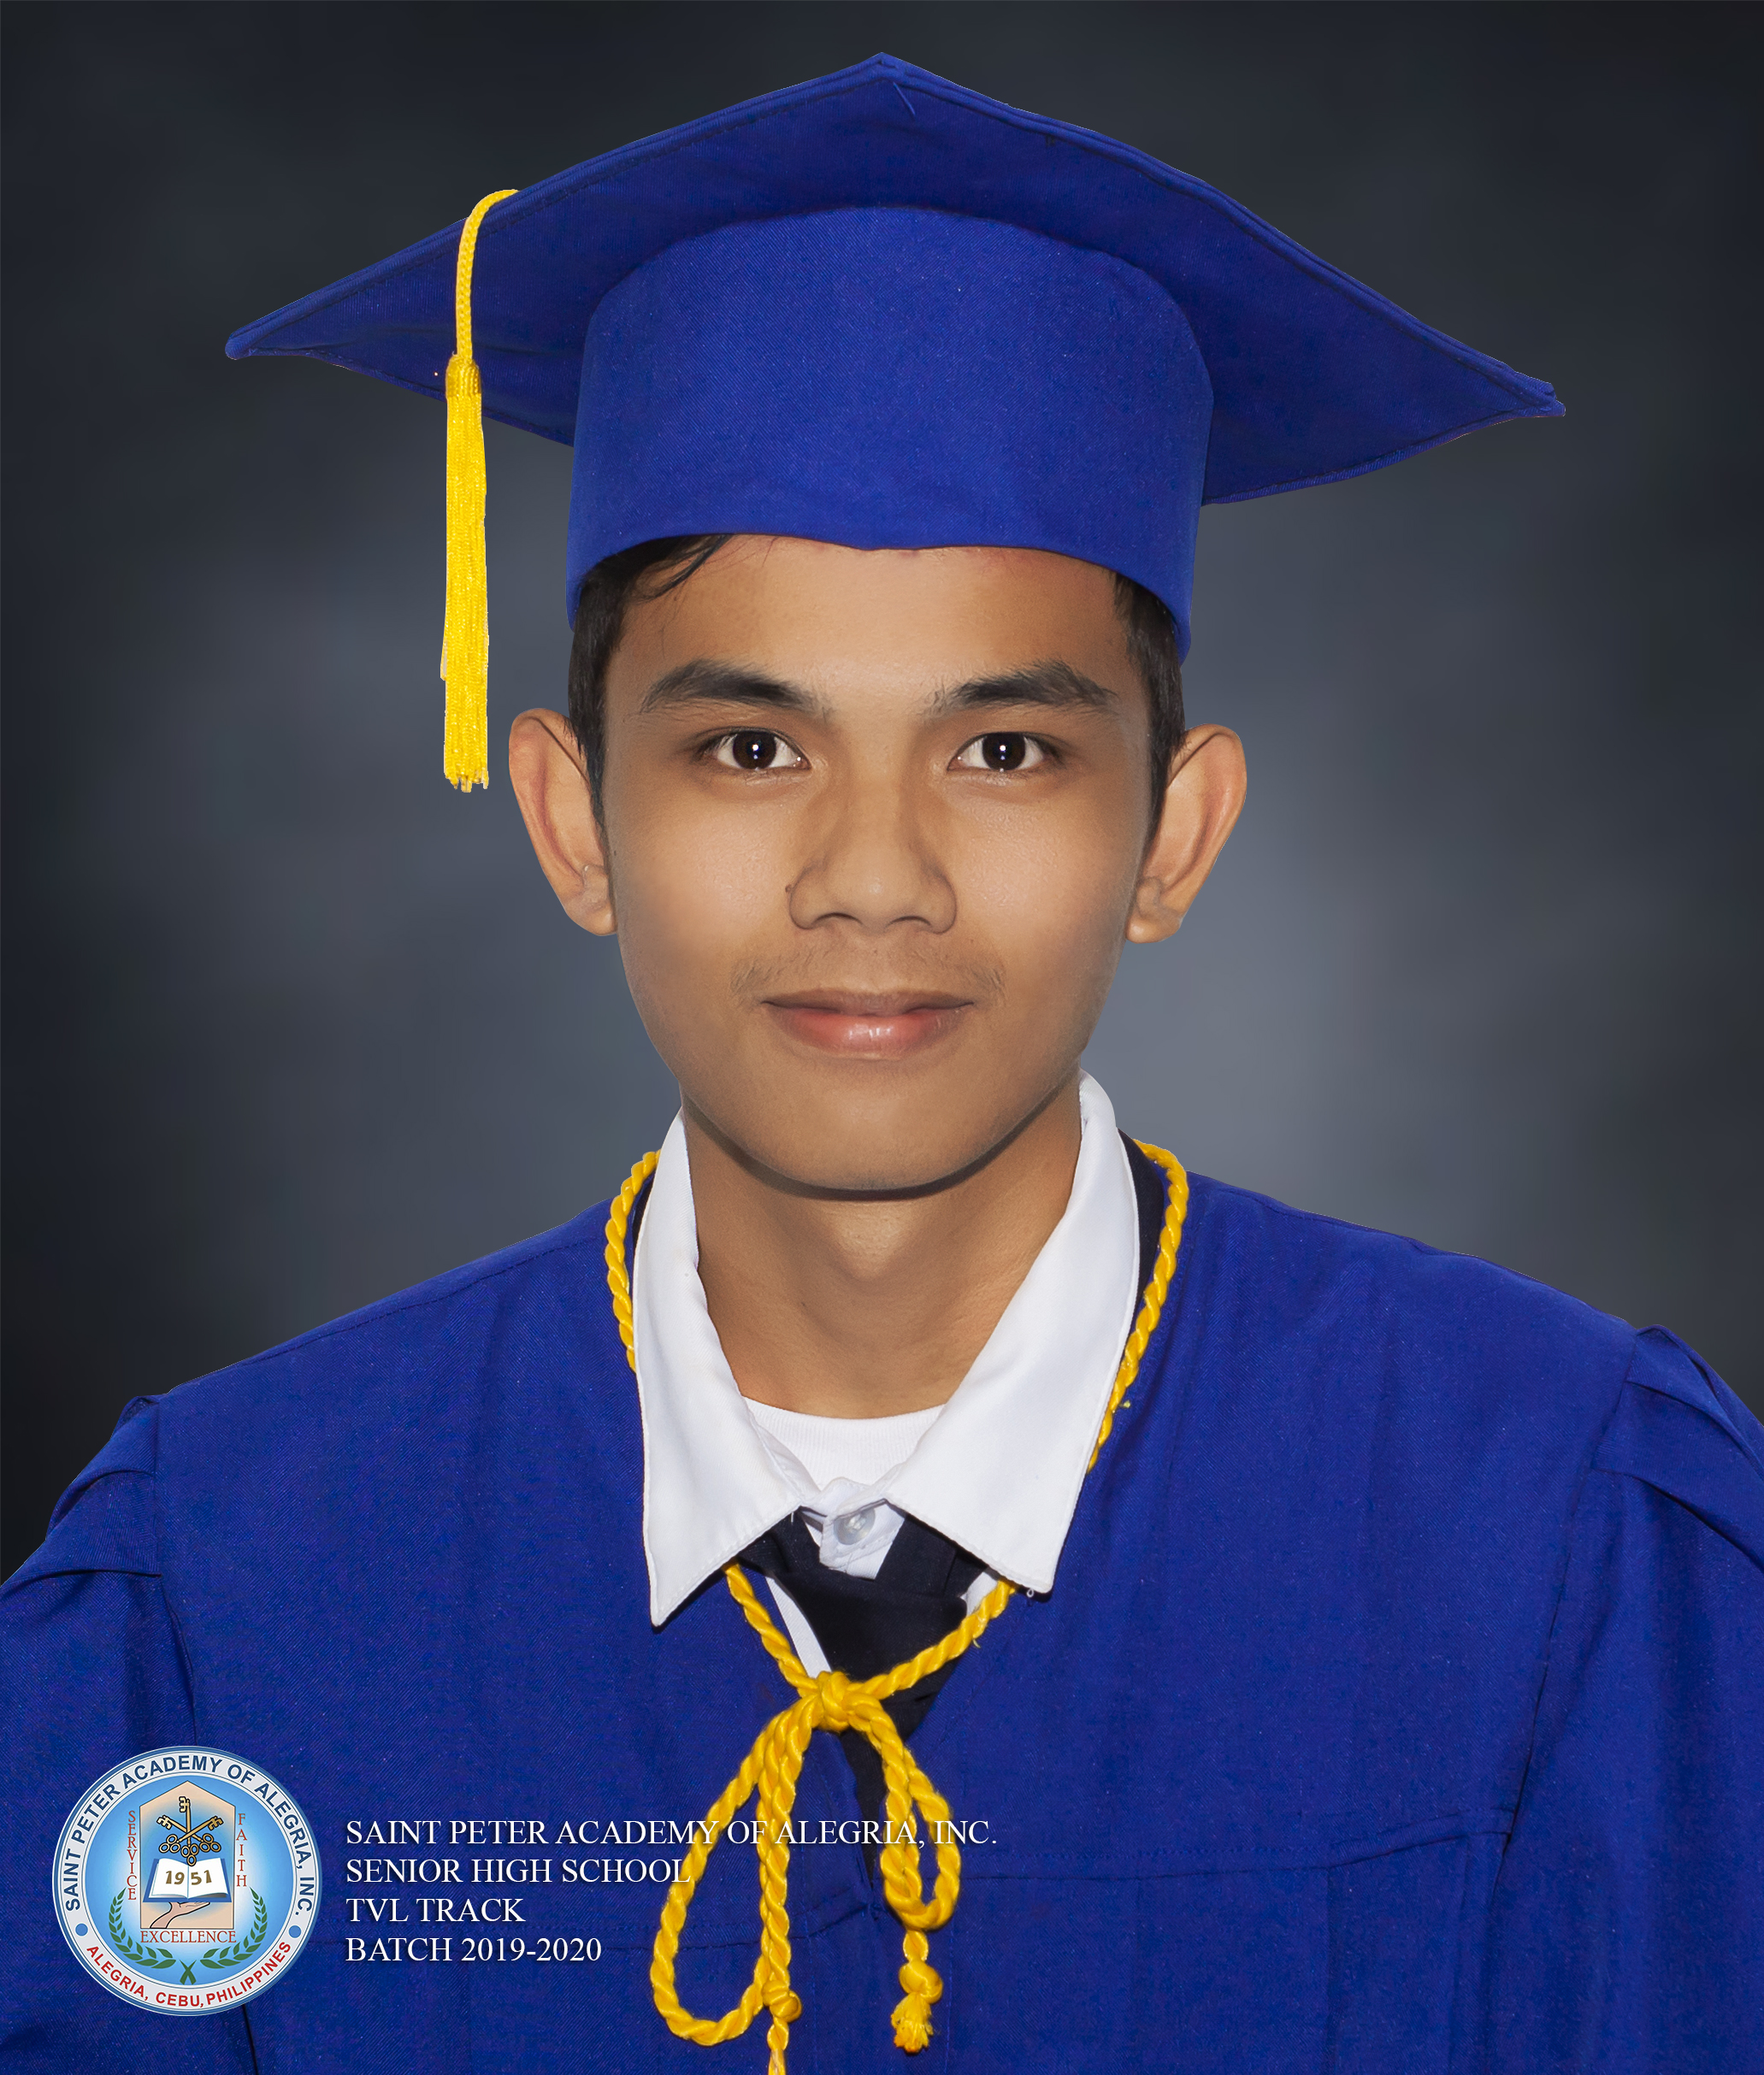 SAINT PETER ACADEMY OF ALEGRIA, INC.
ALEGRIA, CEBU, PHILIPPINES
SERVICE
FAITH
1951
EXCELLENCE
SAINT PETER ACADEMY OF ALEGRIA, INC.
SENIOR HIGH SCHOOL
TVL TRACK
BATCH 2019-2020